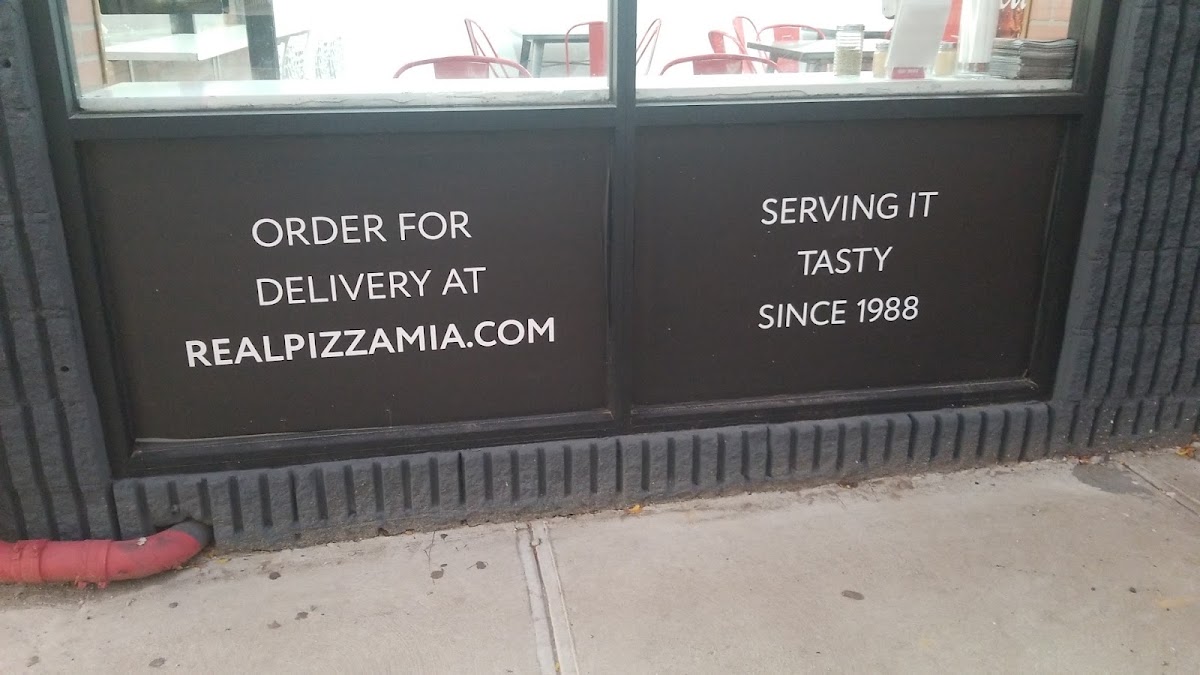 ORDER FOR
DELIVERY AT
REALPIZZAMIA.COM
SERVING IT
TASTY
SINCE 1988